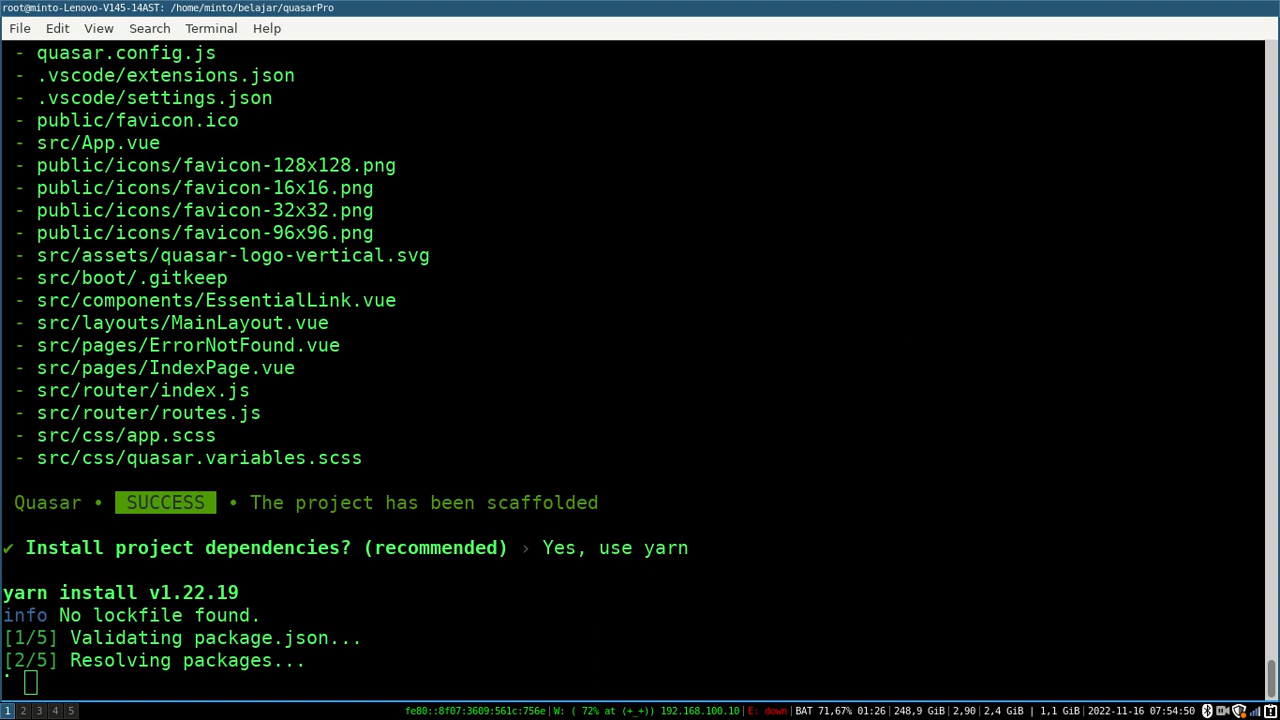 root@minto-Lenovo-V145-14AST: /home/minto/belajar/quasarPro
File Edit View Search Terminal Help
- quasar.config.js
- .vscode/extensions.json
- .vscode/settings.json
- public/favicon.ico
- src/App.vue
- public/icons/favicon-128x128.png
- public/icons/favicon-16x16.png
- public/icons/favicon-32x32.png
- public/icons/favicon-96x96.png
- src/assets/quasar-logo-vertical.svg
- src/boot/.gitkeep
- src/components/EssentialLink.vue
- src/layouts/MainLayout.vue
- src/pages/ErrorNotFound.vue
- src/pages/IndexPage.vue
- src/router/index.js
- src/router/routes.js
- src/css/app.scss
- src/css/quasar.variables.scss
Quasar • SUCCESS • The project has been scaffolded
✔ Install project dependencies? (recommended) › Yes, use yarn
yarn install v1.22.19
info No lockfile found.
[1/5] Validating package.json...
[2/5] Resolving packages...
1 2 3 4 5 fe80::8f07:3609:561c:756e|W: ( 72% at (+_+)) 192.168.100.10|E: down|BAT 71,67% 01:26|248,9 GiB|2,90|2,4 GiB | 1,1 GiB|2022-11-16 07:54:50